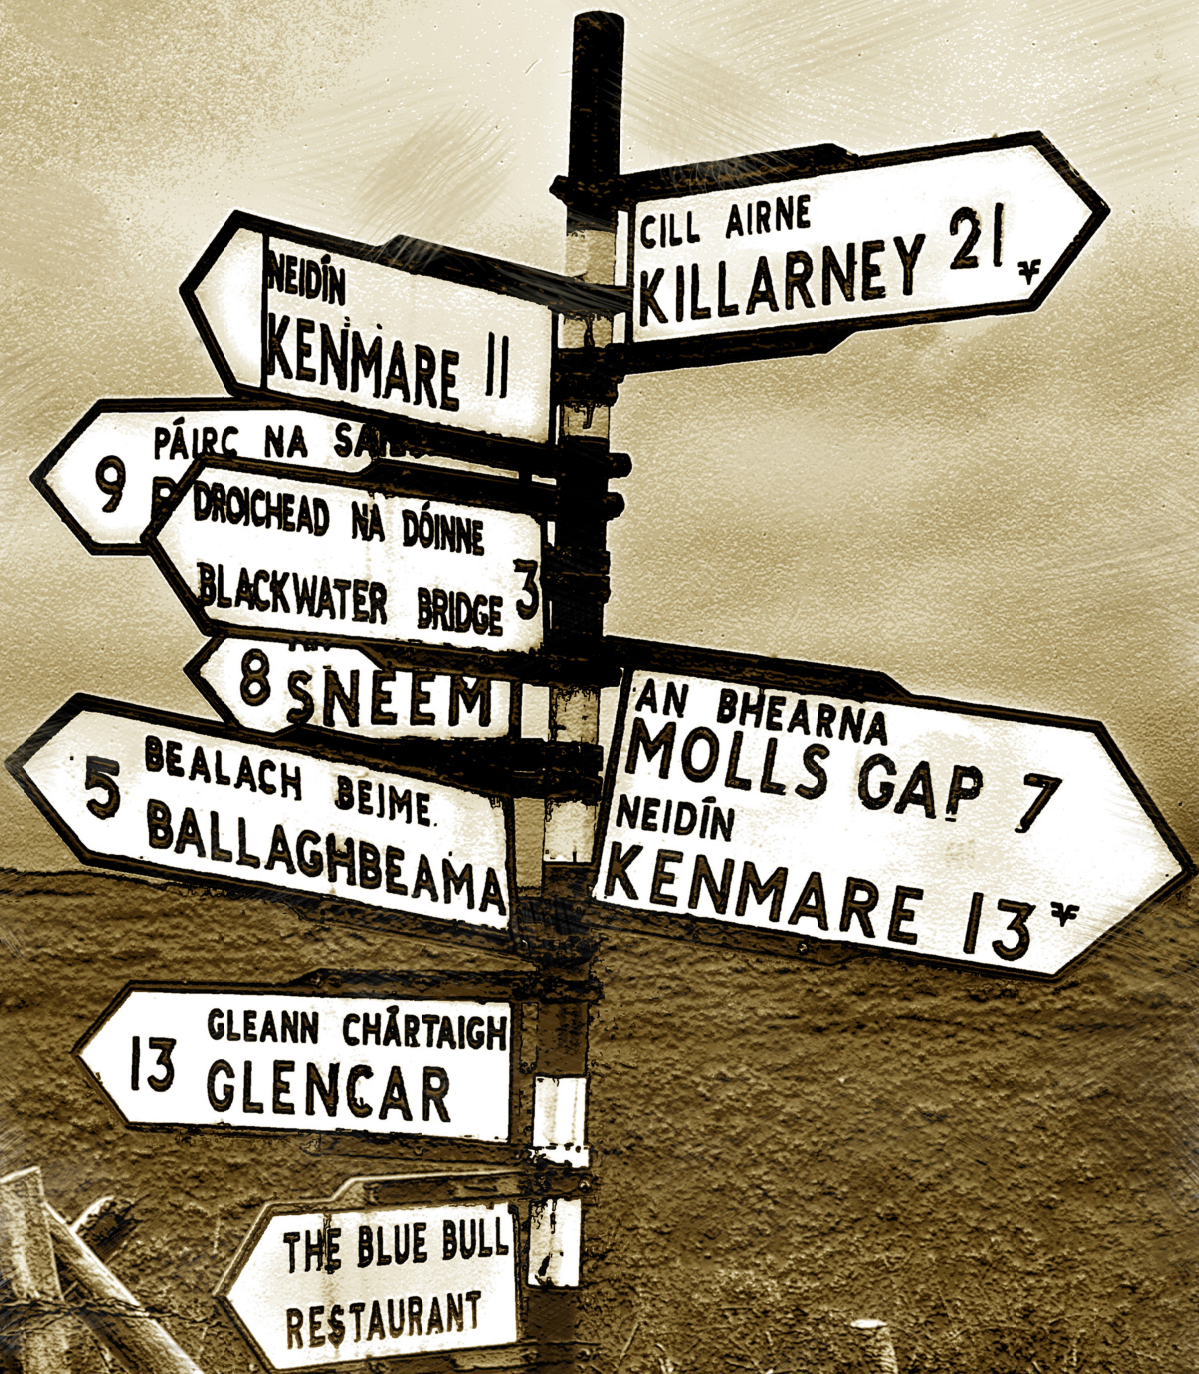 CILL AIRNE
KILLARNEY 21
NEIDÍN
KENMARE 11
PÁIRC NA
9
DROICHEAD NA DÓINNE
BLACKWATER BRIDGE 3
8 SNEEM
AN BHEARNA
MOLLS GAP 7
NEIDÍN
KENMARE 13
BEALACH BEJME.
5 BALLAGHBEAMA
GLEANN CHÁRTAIGH
13 GLENCAR
THE BLUE BULL
RESTAURANT